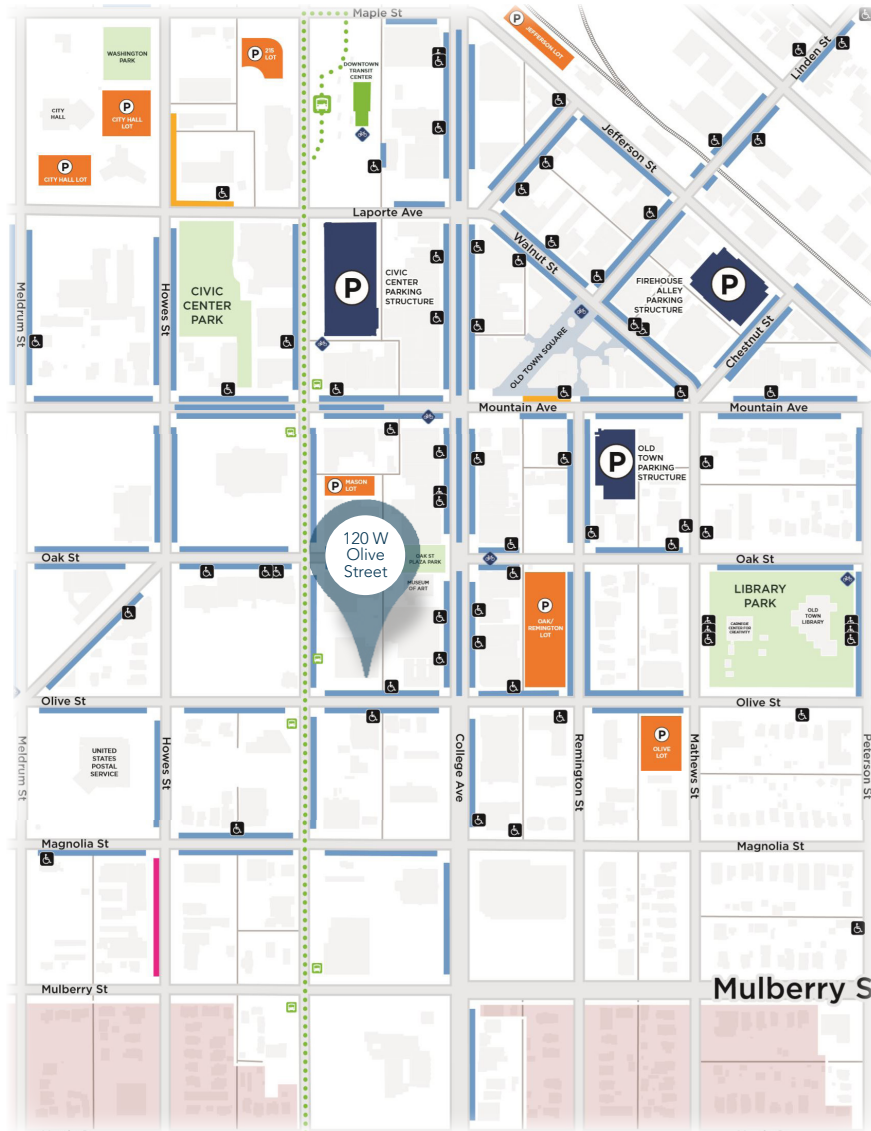 Maple St
WASHINGTON
PARK
P
215
LOT
P
JEFFERSON LOT
DOWNTOWN
TRANSIT
CENTER
Linden St
CITY
HALL
P
CITY HALL
LOT
P
CITY HALL LOT
Jefferson St
Laporte Ave
Walnut St
Meldrum St
Howes St
CIVIC
CENTER
PARK
P
CIVIC
CENTER
PARKING
STRUCTURE
FIREHOUSE
ALLEY
PARKING
STRUCTURE
P
Chestnut St
OLD TOWN SQUARE
Mountain Ave
Mountain Ave
P
OLD
TOWN
PARKING
STRUCTURE
P
MASON
LOT
120 W
Olive
Street
Oak St
OAK ST
PLAZA PARK
Oak St
MUSEUM
OF ART
P
OAK/
REMINGTON
LOT
LIBRARY
PARK
CARNEGIE
CENTER FOR
CREATIVITY
OLD
TOWN
LIBRARY
Olive St
Olive St
Meldrum St
UNITED
STATES
POSTAL
SERVICE
Howes St
College Ave
Remington St
P
OLIVE
LOT
Mathews St
Peterson St
Magnolia St
Magnolia St
Mulberry St
Mulberry S